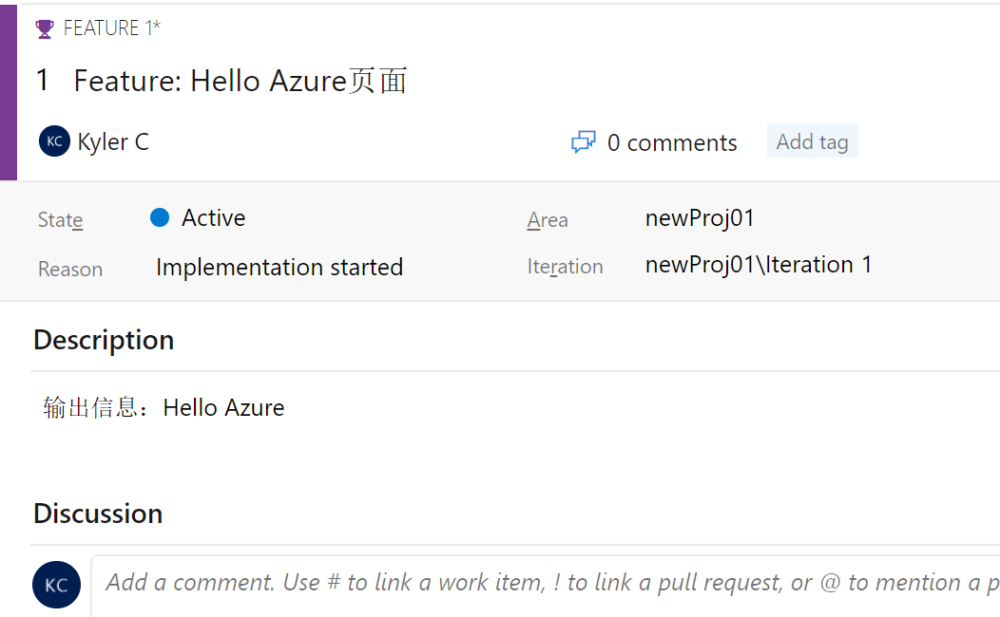 FEATURE 1*
1 Feature: Hello Azure页面
KC Kyler C 0 comments Add tag
State Active Area newProj01
Reason Implementation started Iteration newProj01\Iteration 1
Description
输出信息：Hello Azure
Discussion
KC Add a comment. Use # to link a work item, ! to link a pull request, or @ to mention a p